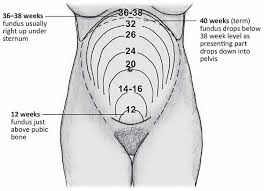 36–38 weeks
fundus usually
right up under
sternum
12 weeks
fundus just
above pubic
bone
36–38
32
26
24
20
14–16
12
40 weeks (term)
fundus drops below
38 week level as
presenting part
drops down into
pelvis